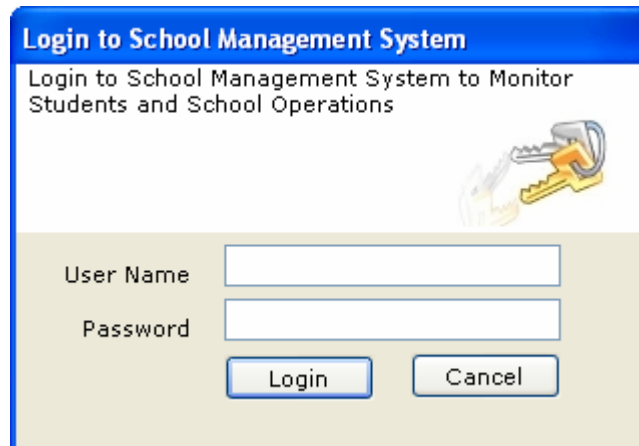 Login to School Management System
Login to School Management System to Monitor
Students and School Operations
User Name
Password
Login
Cancel